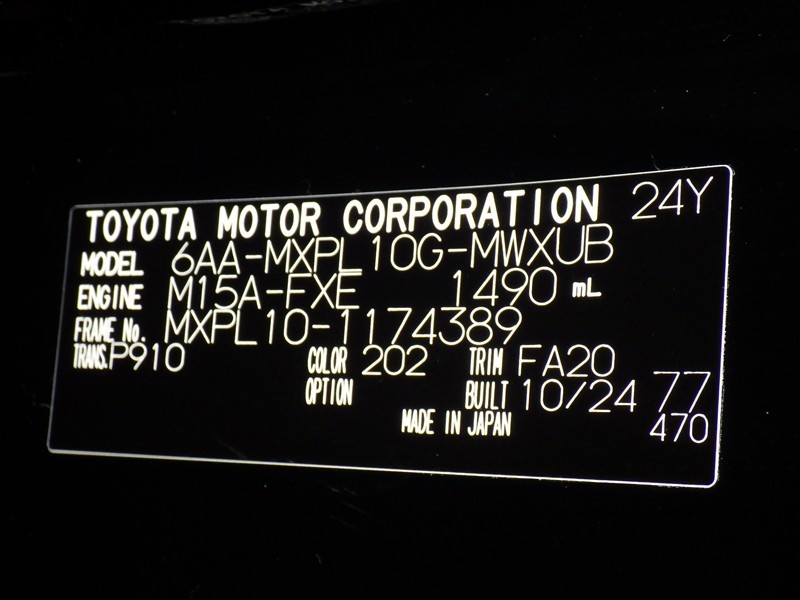 TOYOTA MOTOR CORPORATION 24Y
MODEL 6AA-MXPL10G-MWXUB
ENGINE M15A-FXE 1490 mL
FRAME No. MXPL10-1174389
TRANS. P910 COLOR 202 TRIM FA20
OPTION BUILT 10/24 77
MADE IN JAPAN 470